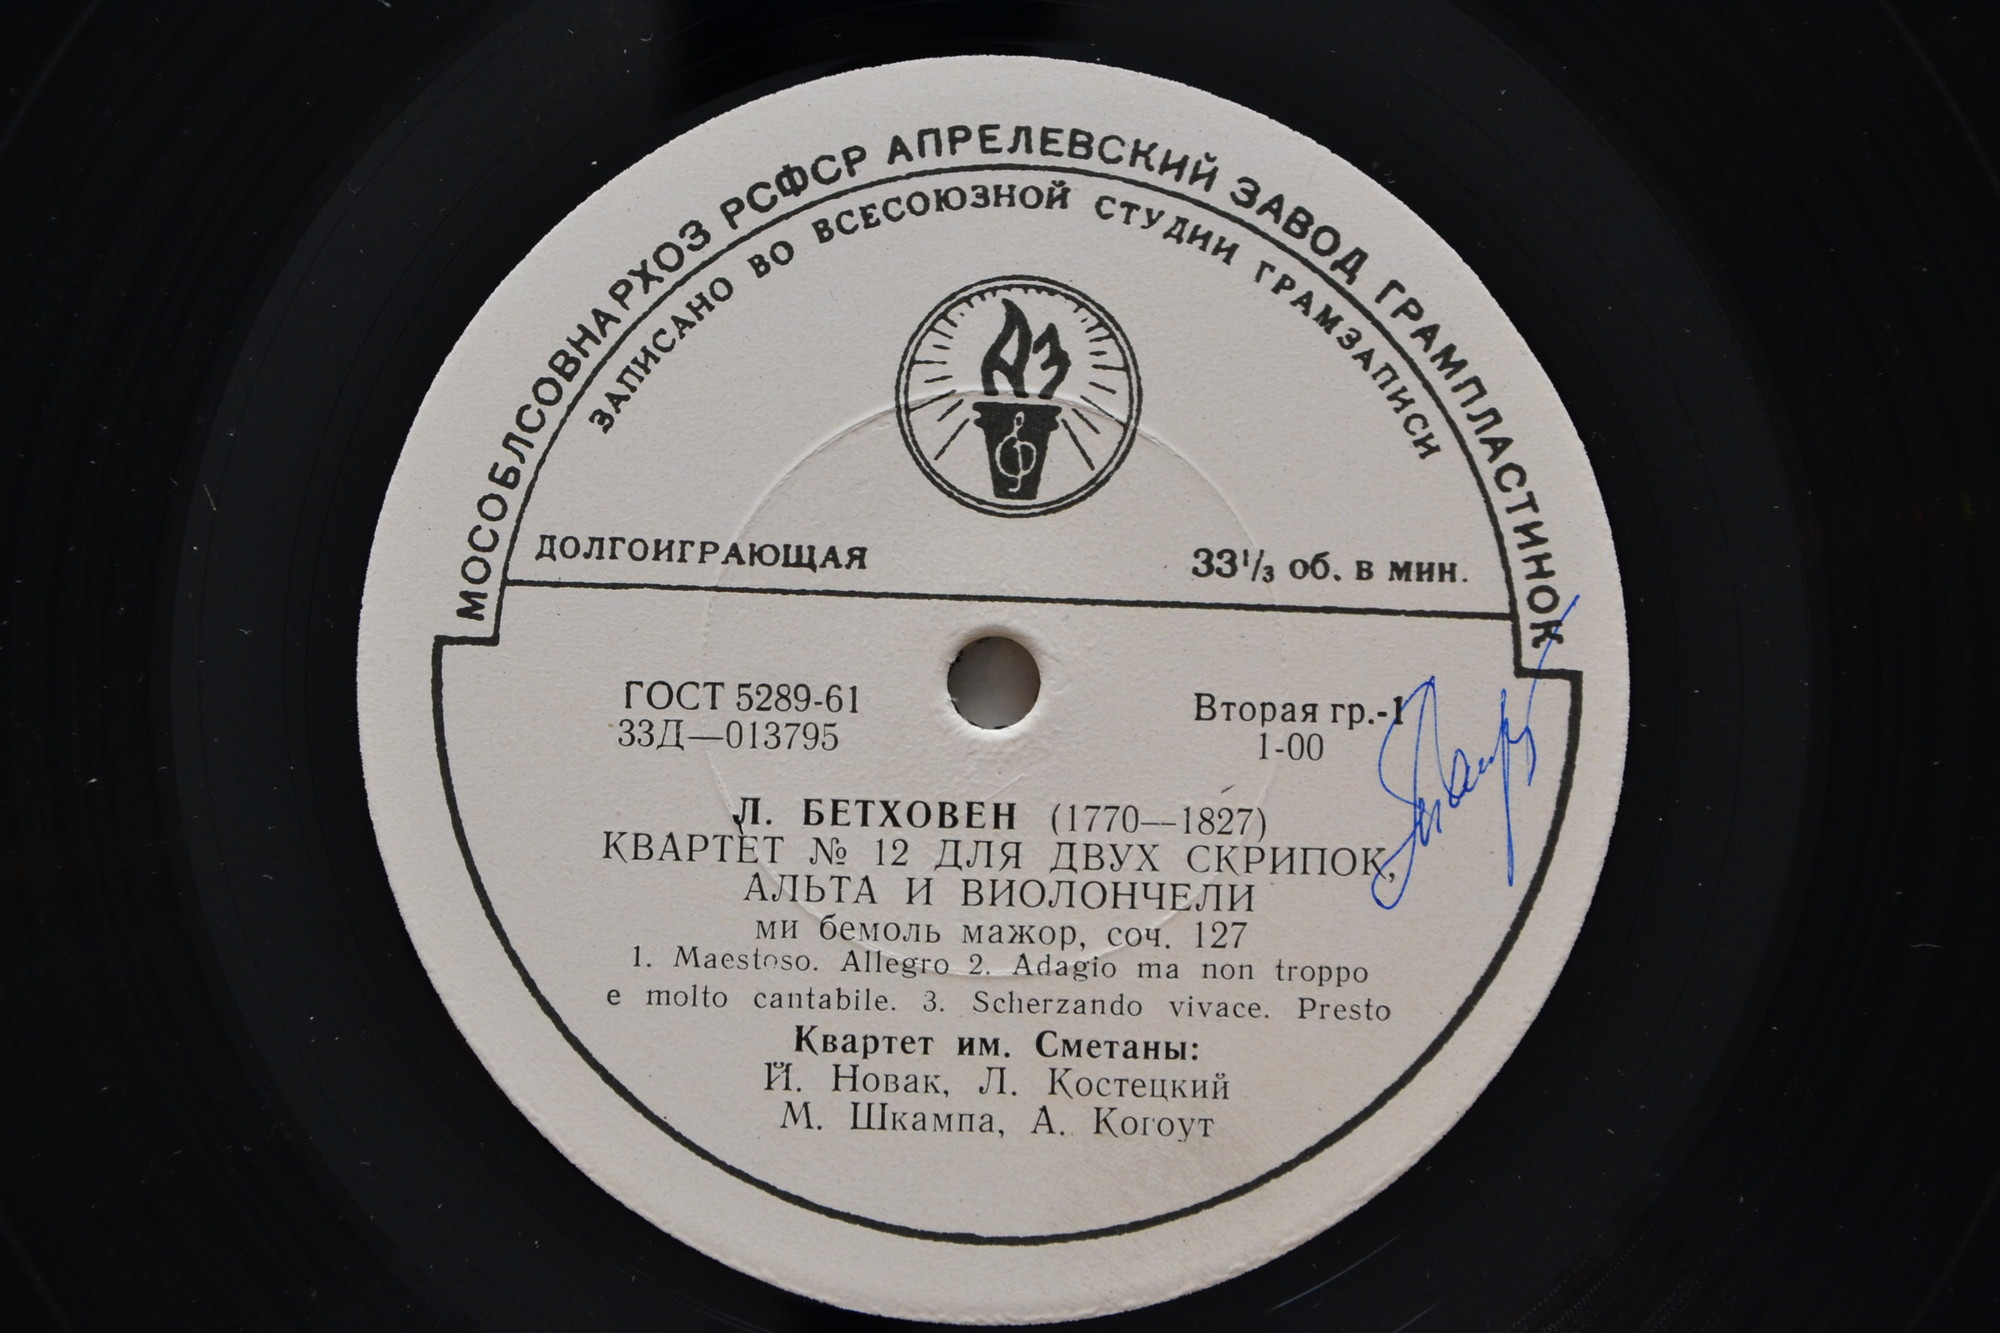 МОСОБЛСОВНАРХОЗ РСФСР АПРЕЛЕВСКИЙ ЗАВОД ГРАМПЛАСТИНОК
ЗАПИСАНО ВО ВСЕСОЮЗНОЙ СТУДИИ ГРАМЗАПИСИ
АЗ
ДОЛГОИГРАЮЩАЯ 33 1/3 об. в мин.
ГОСТ 5289-61 Вторая гр.-1
33Д—013795 1-00
Л. БЕТХОВЕН (1770—1827)
КВАРТЕТ № 12 ДЛЯ ДВУХ СКРИПОК,
АЛЬТА И ВИОЛОНЧЕЛИ
ми бемоль мажор, соч. 127
1. Maestoso. Allegro 2. Adagio ma non troppo
e molto cantabile. 3. Scherzando vivace. Presto
Квартет им. Сметаны:
Й. Новак, Л. Костецкий
М. Шкампа, А. Когоут